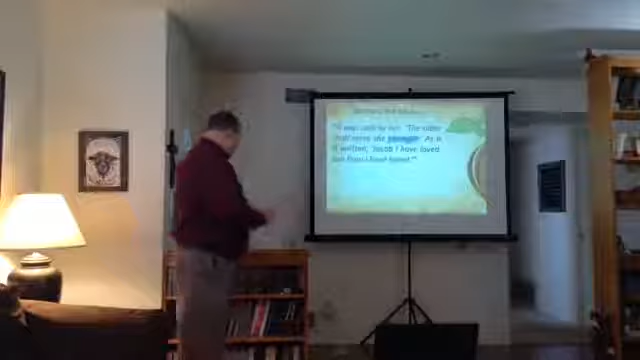 "It was said to her, 'The older
shall serve the younger.' As it
is written, 'Jacob I have loved
but Esau I have hated.'"